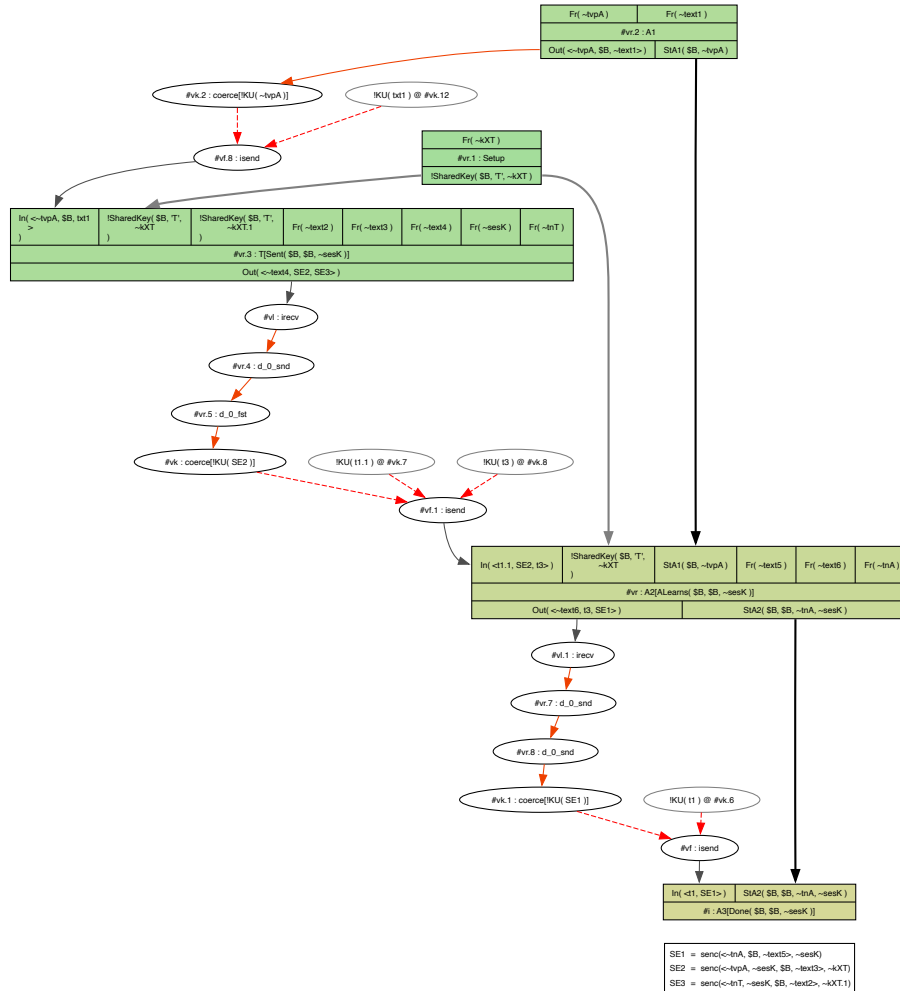 Fr( ~tvpA ) Fr( ~text1 )
#vr.2 : A1
Out( <~tvpA, $B, ~text1> ) StA1( $B, ~tvpA )
#vk.2 : coerce[!KU( ~tvpA )] !KU( txt1 ) @ #vk.12
Fr( ~kXT )
#vf.8 : isend
#vr.1 : Setup
!SharedKey( $B, 'T', ~kXT )
In( <~tvpA, $B, txt1
>
)
!SharedKey( $B, 'T',
~kXT
)
!SharedKey( $B, 'T',
~kXT.1
)
Fr( ~text2 ) Fr( ~text3 ) Fr( ~text4 ) Fr( ~sesK ) Fr( ~tnT )
#vr.3 : T[Sent( $B, $B, ~sesK )]
Out( <~text4, SE2, SE3> )
#vl : irecv
#vr.4 : d_0_snd
#vr.5 : d_0_fst
#vk : coerce[!KU( SE2 )] !KU( t1.1 ) @ #vk.7 !KU( t3 ) @ #vk.8
#vf.1 : isend
In( <t1.1, SE2, t3> )
!SharedKey( $B, 'T',
~kXT
)
StA1( $B, ~tvpA ) Fr( ~text5 ) Fr( ~text6 ) Fr( ~tnA )
#vr : A2[ALearns( $B, $B, ~sesK )]
Out( <~text6, t3, SE1> ) StA2( $B, $B, ~tnA, ~sesK )
#vl.1 : irecv
#vr.7 : d_0_snd
#vr.8 : d_0_snd
#vk.1 : coerce[!KU( SE1 )] !KU( t1 ) @ #vk.6
#vf : isend
In( <t1, SE1> ) StA2( $B, $B, ~tnA, ~sesK )
#i : A3[Done( $B, $B, ~sesK )]
SE1 = senc(<~tnA, $B, ~text5>, ~sesK)
SE2 = senc(<~tvpA, ~sesK, $B, ~text3>, ~kXT)
SE3 = senc(<~tnT, ~sesK, $B, ~text2>, ~kXT.1)